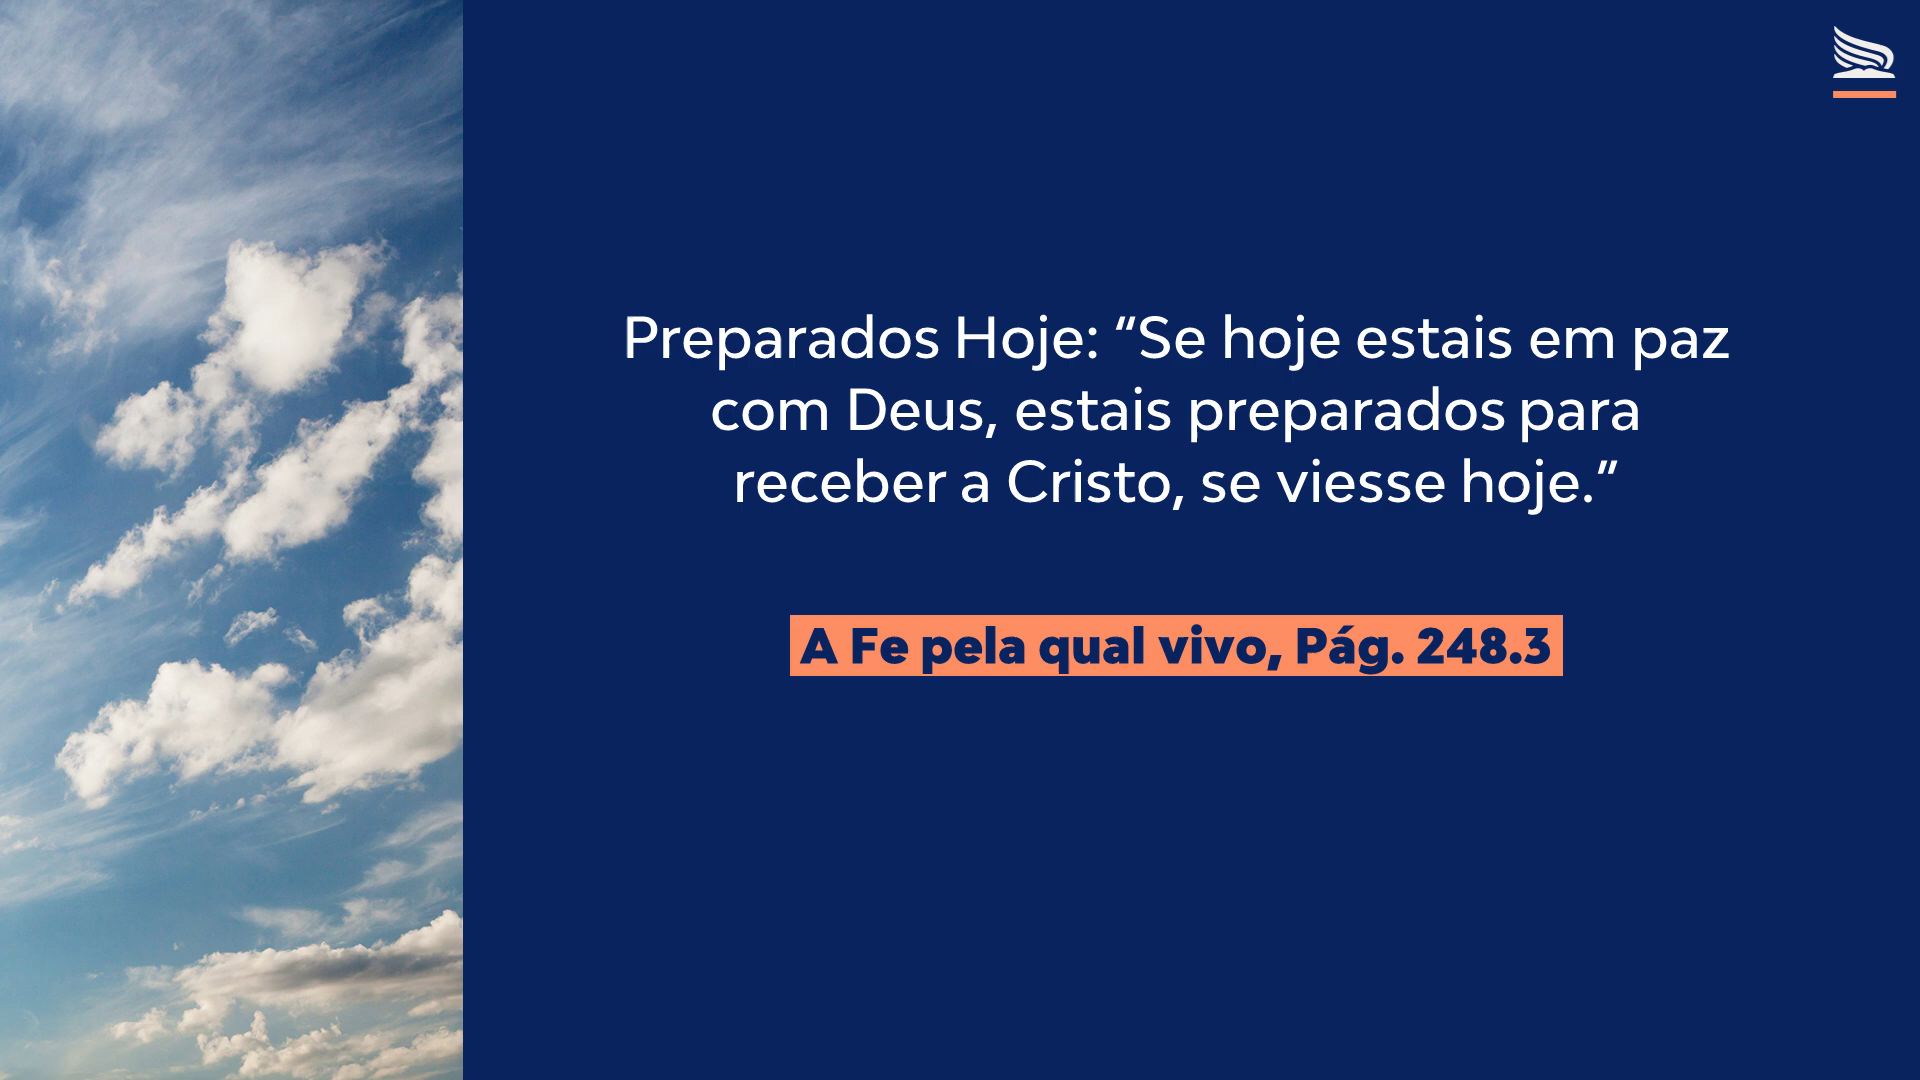 Preparados Hoje: “Se hoje estais em paz
com Deus, estais preparados para
receber a Cristo, se viesse hoje.”
A Fe pela qual vivo, Pág. 248.3